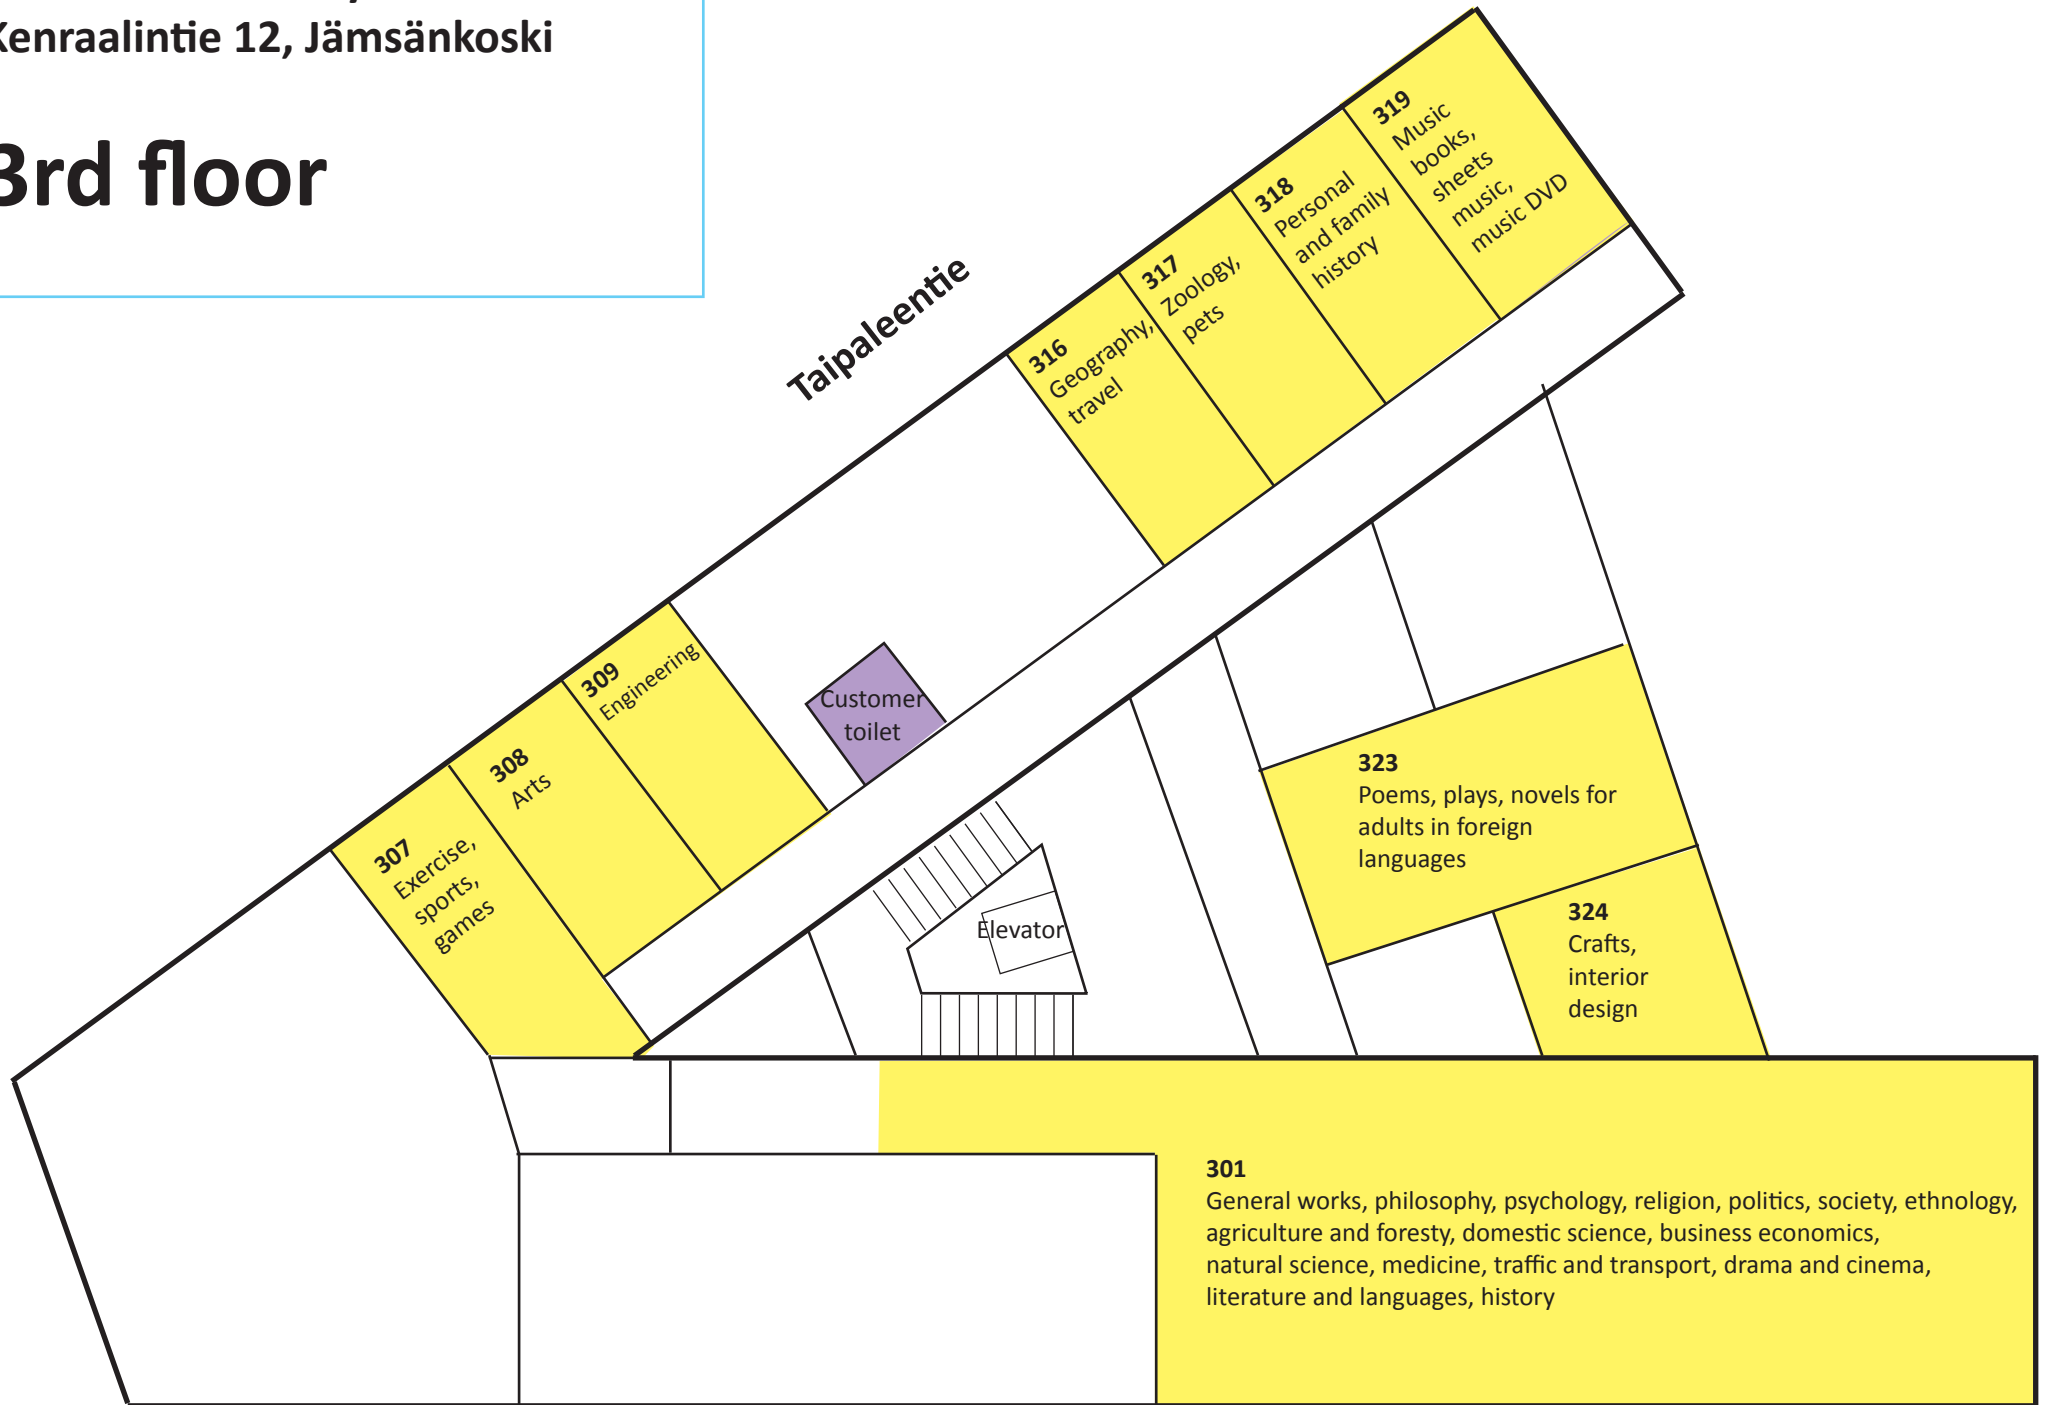 Kenraalintie 12, Jämsänkoski
3rd floor
Taipaleentie
319
Music
books,
sheets
music,
music DVD
318
Personal
and family
history
317
Zoology,
pets
316
Geography,
travel
309
Engineering
308
Arts
307
Exercise,
sports,
games
Customer
toilet
Elevator
323
Poems, plays, novels for
adults in foreign
languages
324
Crafts,
interior
design
301
General works, philosophy, psychology, religion, politics, society, ethnology,
agriculture and foresty, domestic science, business economics,
natural science, medicine, traffic and transport, drama and cinema,
literature and languages, history